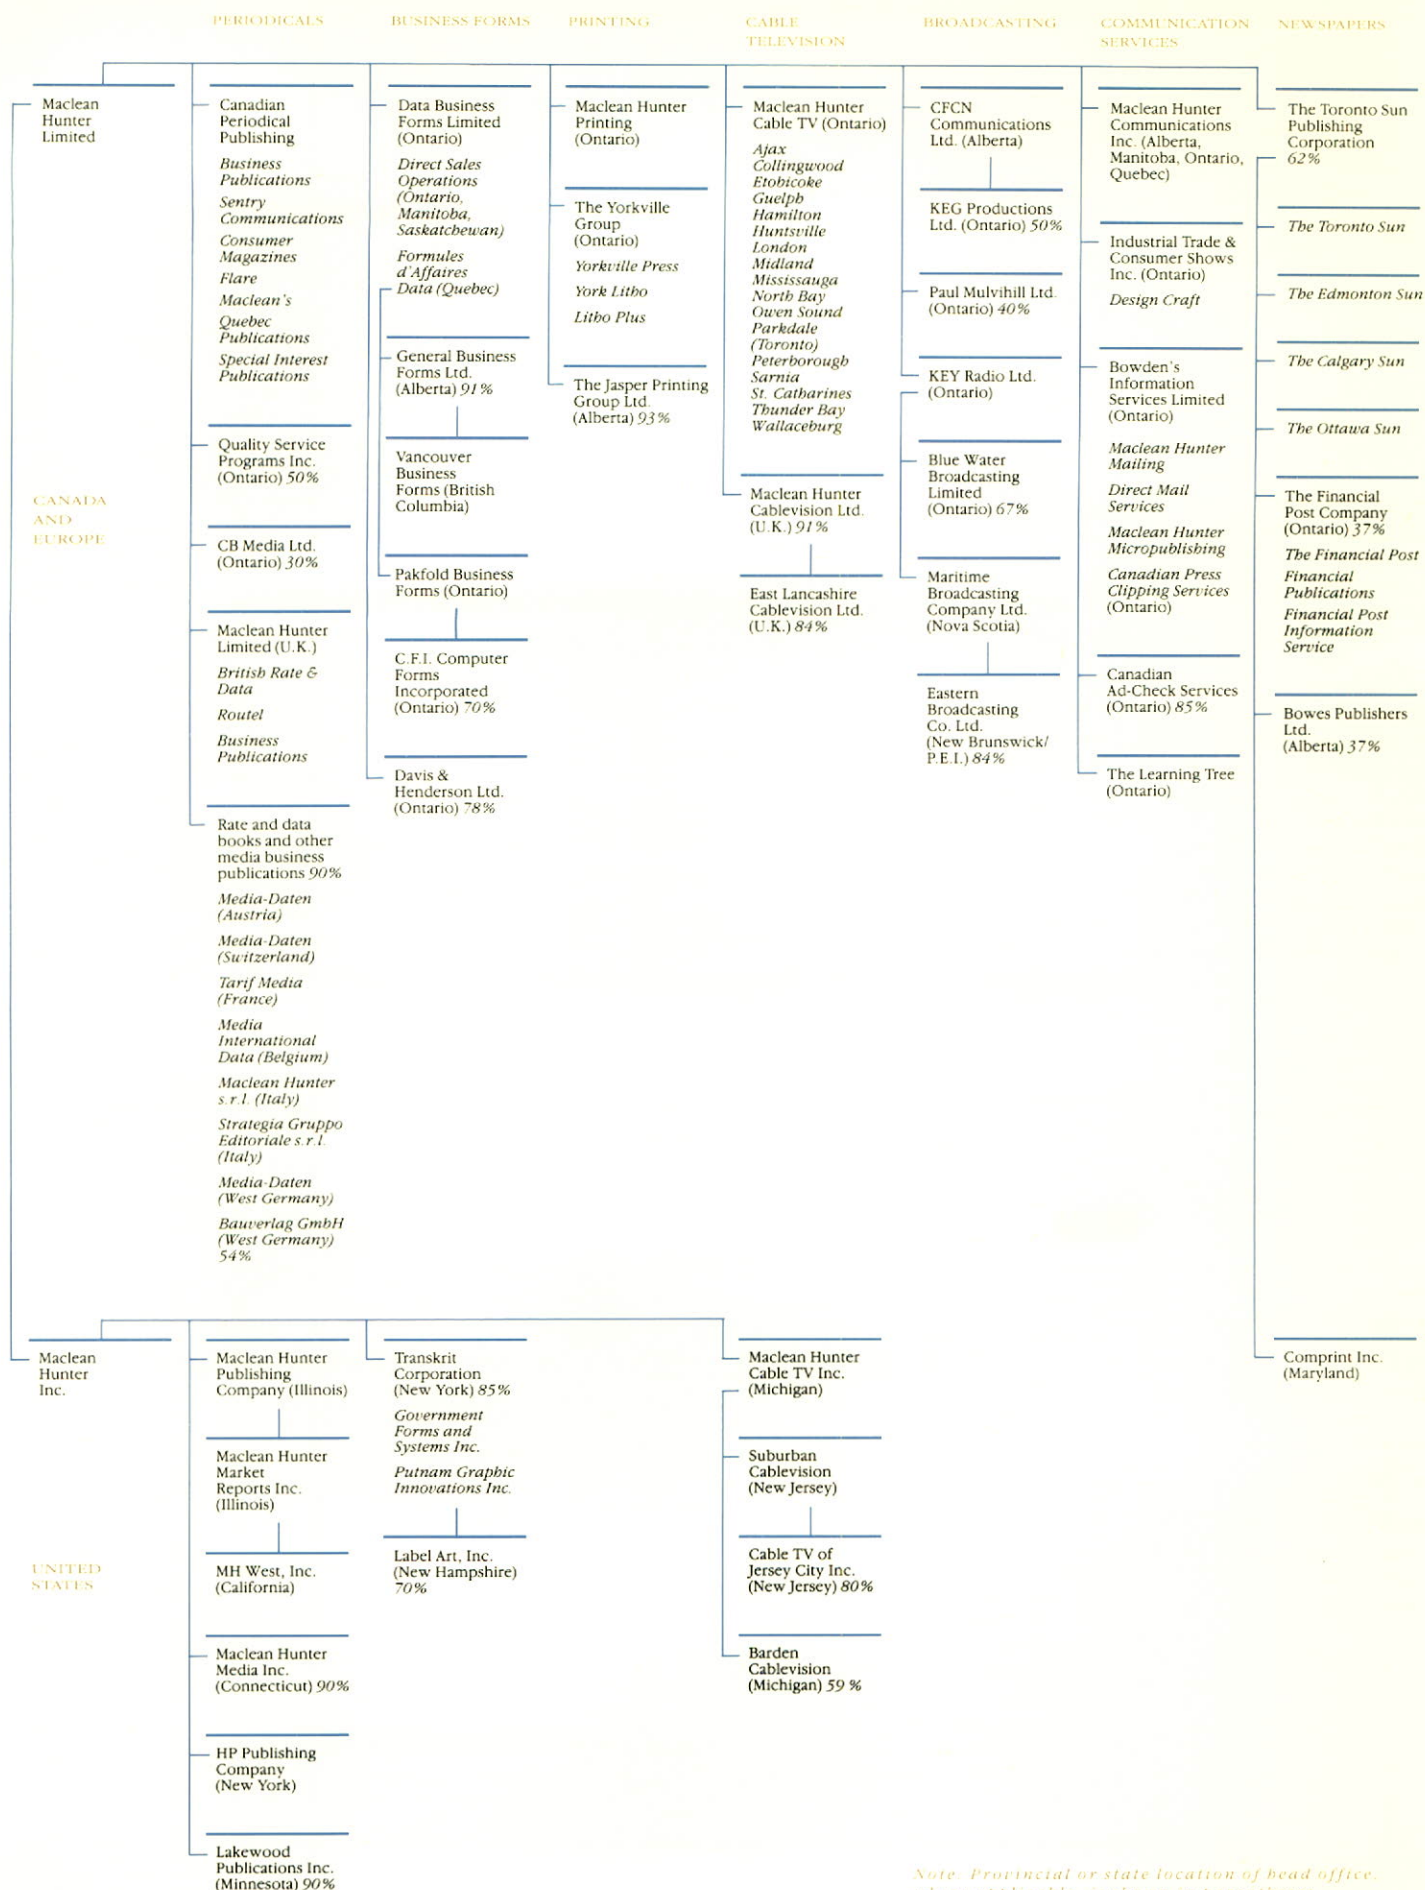 PERIODICALS
BUSINESS FORMS
PRINTING
CABLE
TELEVISION
BROADCASTING
COMMUNICATION
SERVICES
NEWSPAPERS
Maclean
Hunter
Limited
CANADA
AND
EUROPE
Canadian
Periodical
Publishing
Business
Publications
Sentry
Communications
Consumer
Magazines
Flare
Maclean's
Quebec
Publications
Special Interest
Publications
Quality Service
Programs Inc.
(Ontario) 50%
CB Media Ltd.
(Ontario) 30%
Maclean Hunter
Limited (U.K.)
British Rate &
Data
Routel
Business
Publications
Rate and data
books and other
media business
publications 90%
Media-Daten
(Austria)
Media-Daten
(Switzerland)
Tarif Media
(France)
Media
International
Data (Belgium)
Maclean Hunter
s.r.l. (Italy)
Strategia Gruppo
Editoriale s.r.l.
(Italy)
Media-Daten
(West Germany)
Bauverlag GmbH
(West Germany)
54%
Data Business
Forms Limited
(Ontario)
Direct Sales
Operations
(Ontario,
Manitoba,
Saskatchewan)
Formules
d'Affaires
Data (Quebec)
General Business
Forms Ltd.
(Alberta) 91%
Vancouver
Business
Forms (British
Columbia)
Pakfold Business
Forms (Ontario)
C.F.I. Computer
Forms
Incorporated
(Ontario) 70%
Davis &
Henderson Ltd.
(Ontario) 78%
Maclean Hunter
Printing
(Ontario)
The Yorkville
Group
(Ontario)
Yorkville Press
York Litho
Litho Plus
The Jasper Printing
Group Ltd.
(Alberta) 93%
Maclean Hunter
Cable TV (Ontario)
Ajax
Collingwood
Etobicoke
Guelph
Hamilton
Huntsville
London
Midland
Mississauga
North Bay
Owen Sound
Parkdale
(Toronto)
Peterborough
Sarnia
St. Catharines
Thunder Bay
Wallaceburg
Maclean Hunter
Cablevision Ltd.
(U.K.) 91%
East Lancashire
Cablevision Ltd.
(U.K.) 84%
CFCN
Communications
Ltd. (Alberta)
KEG Productions
Ltd. (Ontario) 50%
Paul Mulvihill Ltd.
(Ontario) 40%
KEY Radio Ltd.
(Ontario)
Blue Water
Broadcasting
Limited
(Ontario) 67%
Maritime
Broadcasting
Company Ltd.
(Nova Scotia)
Eastern
Broadcasting
Co. Ltd.
(New Brunswick/
P.E.I.) 84%
Maclean Hunter
Communications
Inc. (Alberta,
Manitoba, Ontario,
Quebec)
Industrial Trade &
Consumer Shows
Inc. (Ontario)
Design Craft
Bowden's
Information
Services Limited
(Ontario)
Maclean Hunter
Mailing
Direct Mail
Services
Maclean Hunter
Micropublishing
Canadian Press
Clipping Services
(Ontario)
Canadian
Ad-Check Services
(Ontario) 85%
The Learning Tree
(Ontario)
The Toronto Sun
Publishing
Corporation
62%
The Toronto Sun
The Edmonton Sun
The Calgary Sun
The Ottawa Sun
The Financial
Post Company
(Ontario) 37%
The Financial Post
Financial
Publications
Financial Post
Information
Service
Bowes Publishers
Ltd.
(Alberta) 37%
Maclean
Hunter
Inc.
UNITED
STATES
Maclean Hunter
Publishing
Company (Illinois)
Maclean Hunter
Market
Reports Inc.
(Illinois)
MH West, Inc.
(California)
Maclean Hunter
Media Inc.
(Connecticut) 90%
HP Publishing
Company
(New York)
Lakewood
Publications Inc.
(Minnesota) 90%
Transkrit
Corporation
(New York) 85%
Government
Forms and
Systems Inc.
Putnam Graphic
Innovations Inc.
Label Art, Inc.
(New Hampshire)
70%
Maclean Hunter
Cable TV Inc.
(Michigan)
Suburban
Cablevision
(New Jersey)
Cable TV of
Jersey City Inc.
(New Jersey) 80%
Barden
Cablevision
(Michigan) 59 %
Comprint Inc.
(Maryland)
Note: Provincial or state location of head office,